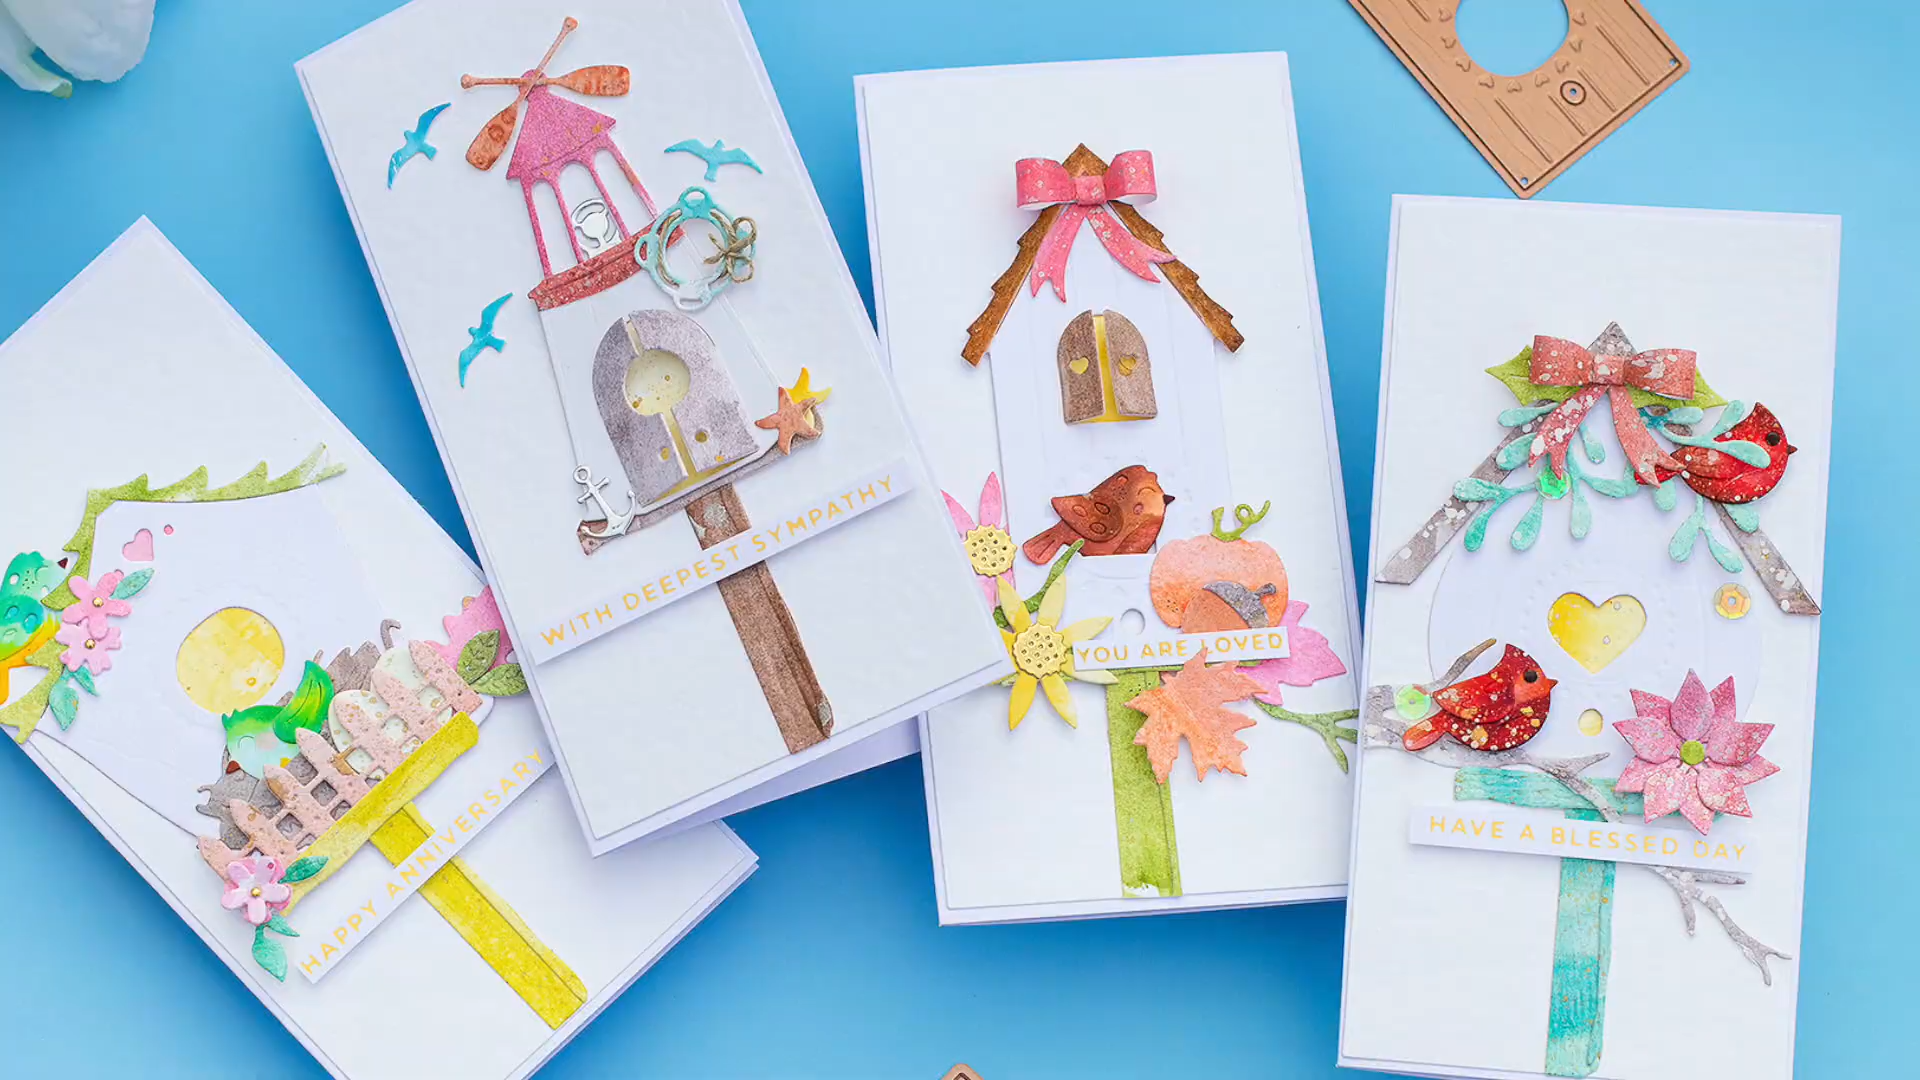 HAPPY ANNIVERSARY
WITH DEEPEST SYMPATHY
YOU ARE LOVED
HAVE A BLESSED DAY